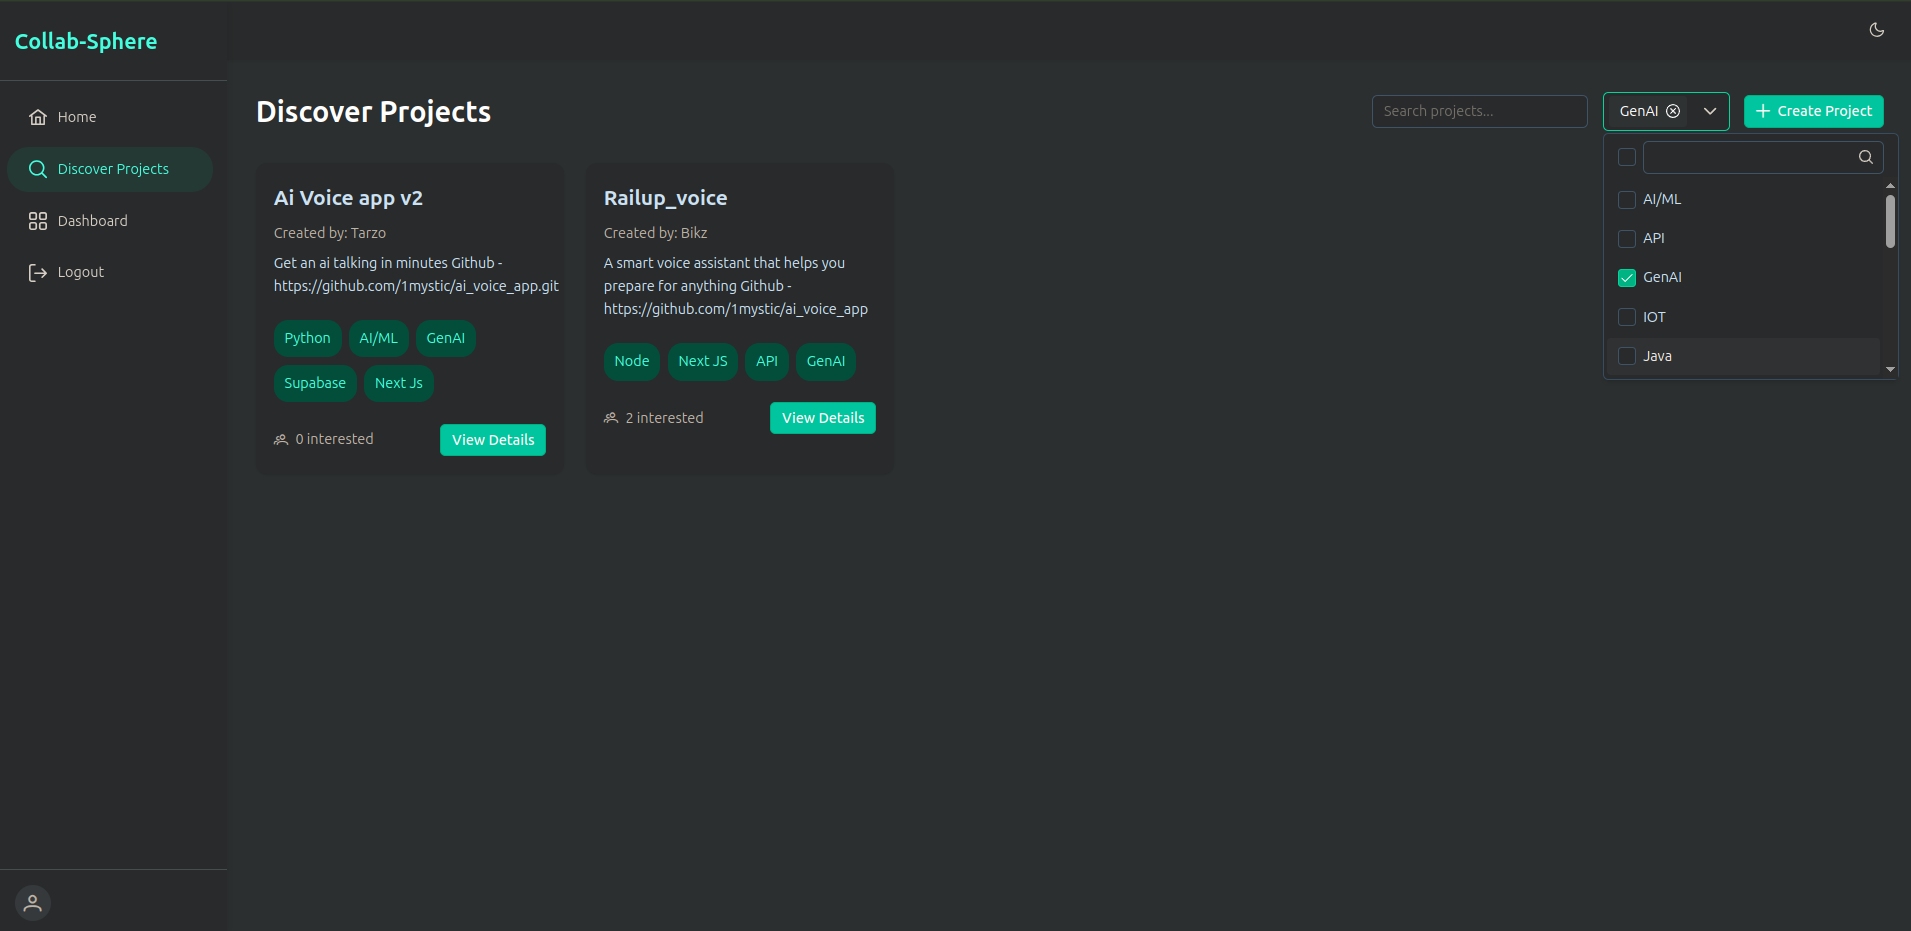 Collab-Sphere
Home
Discover Projects
Dashboard
Logout
Discover Projects
Search projects...
GenAI
Create Project
AI/ML
API
GenAI
IOT
Java
Ai Voice app v2
Created by: Tarzo
Get an ai talking in minutes Github -
https://github.com/1mystic/ai_voice_app.git
Python AI/ML GenAI
Supabase Next Js
0 interested
View Details
Railup_voice
Created by: Bikz
A smart voice assistant that helps you
prepare for anything Github -
https://github.com/1mystic/ai_voice_app
Node Next JS API GenAI
2 interested
View Details